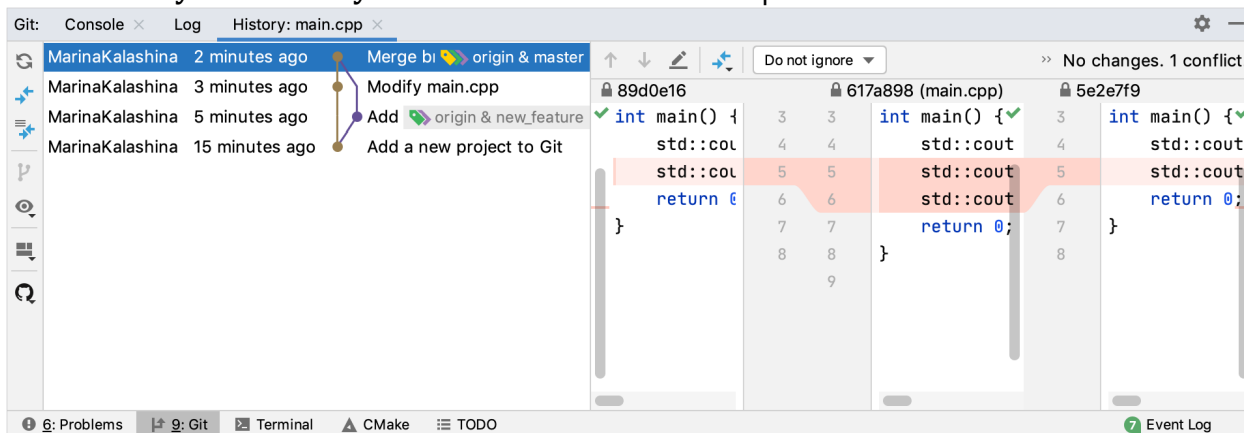 Git: Console Log History: main.cpp
MarinaKalashina 2 minutes ago Merge origin & master
MarinaKalashina 3 minutes ago Modify main.cpp
MarinaKalashina 5 minutes ago Add origin & new_feature
MarinaKalashina 15 minutes ago Add a new project to Git
Do not ignore No changes. 1 conflict
89d0e16 617a898 (main.cpp) 5e2e7f9
int main() { 3 3 int main() { 3 int main() {
std::cou 4 4 std::cout 4 std::cout
std::cou 5 5 std::cout 5 std::cout
return 0 6 6 std::cout 6 return 0;
} 7 7 return 0; 7 }
8 8 } 8
9
6: Problems 9: Git Terminal CMake TODO 7 Event Log